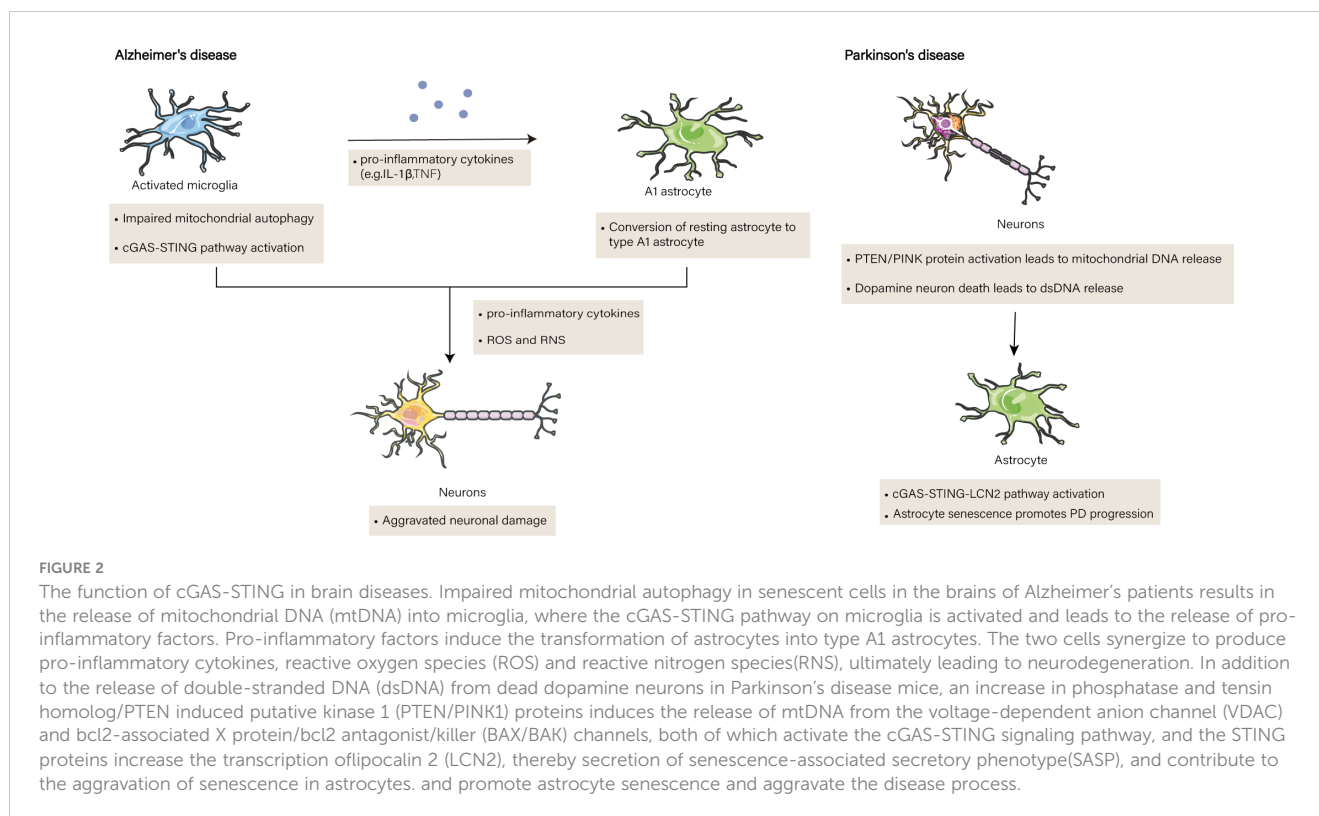 Alzheimer's disease
Parkinson's disease
Activated microglia
• pro-inflammatory cytokines
(e.g.IL-1β,TNF)
A1 astrocyte
Neurons
• Impaired mitochondrial autophagy
• cGAS-STING pathway activation
• Conversion of resting astrocyte to
type A1 astrocyte
• PTEN/PINK protein activation leads to mitochondrial DNA release
• Dopamine neuron death leads to dsDNA release
• pro-inflammatory cytokines
• ROS and RNS
Neurons
• Aggravated neuronal damage
Astrocyte
• cGAS-STING-LCN2 pathway activation
• Astrocyte senescence promotes PD progression
FIGURE 2
The function of cGAS-STING in brain diseases. Impaired mitochondrial autophagy in senescent cells in the brains of Alzheimer's patients results in
the release of mitochondrial DNA (mtDNA) into microglia, where the cGAS-STING pathway on microglia is activated and leads to the release of pro-
inflammatory factors. Pro-inflammatory factors induce the transformation of astrocytes into type A1 astrocytes. The two cells synergize to produce
pro-inflammatory cytokines, reactive oxygen species (ROS) and reactive nitrogen species(RNS), ultimately leading to neurodegeneration. In addition
to the release of double-stranded DNA (dsDNA) from dead dopamine neurons in Parkinson's disease mice, an increase in phosphatase and tensin
homolog/PTEN induced putative kinase 1 (PTEN/PINK1) proteins induces the release of mtDNA from the voltage-dependent anion channel (VDAC)
and bcl2-associated X protein/bcl2 antagonist/killer (BAX/BAK) channels, both of which activate the cGAS-STING signaling pathway, and the STING
proteins increase the transcription oflipocalin 2 (LCN2), thereby secretion of senescence-associated secretory phenotype(SASP), and contribute to
the aggravation of senescence in astrocytes. and promote astrocyte senescence and aggravate the disease process.